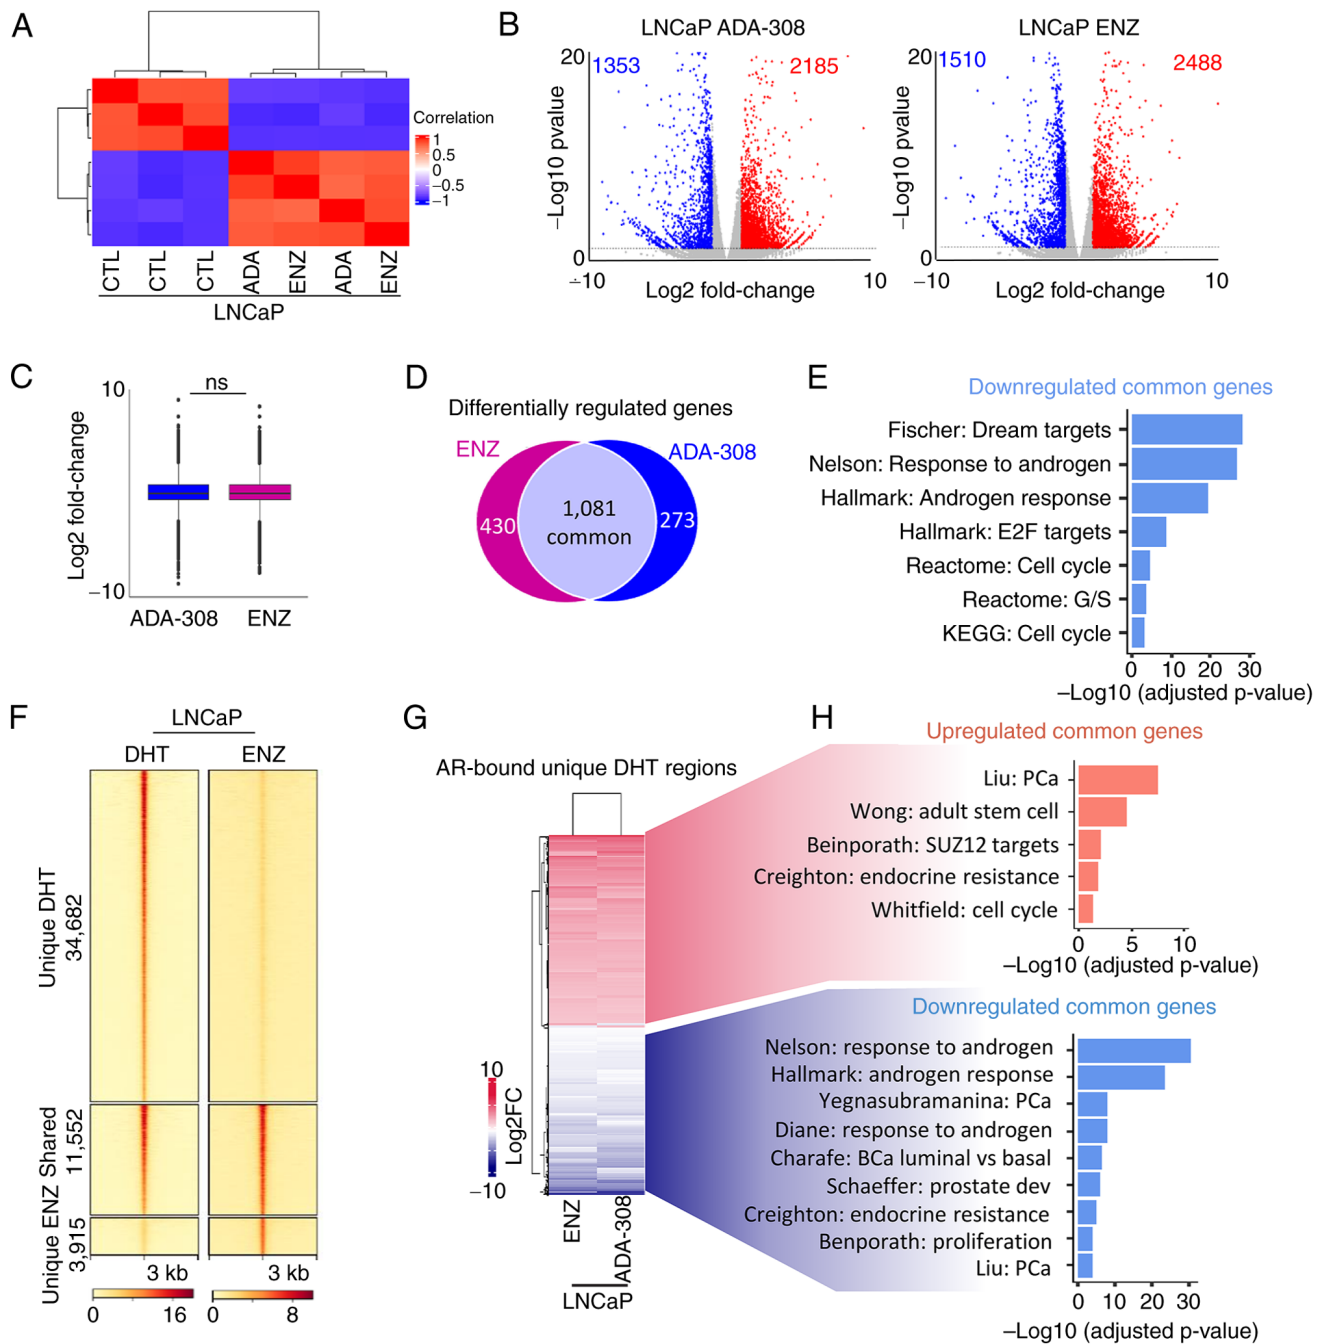 A
Correlation
1
0.5
0
−0.5
−1
CTL
CTL
CTL
ADA
ENZ
ADA
ENZ
LNCaP
B
LNCaP ADA-308
20
1353
2185
−Log10 pvalue
0
−10
10
Log2 fold-change
LNCaP ENZ
20
1510
2488
−Log10 pvalue
0
−10
10
Log2 fold-change
C
10
ns
Log2 fold-change
−10
ADA-308
ENZ
D
Differentially regulated genes
ENZ
ADA-308
430
1,081
common
273
E
Downregulated common genes
Fischer: Dream targets
Nelson: Response to androgen
Hallmark: Androgen response
Hallmark: E2F targets
Reactome: Cell cycle
Reactome: G/S
KEGG: Cell cycle
0 10 20 30
−Log10 (adjusted p-value)
F
LNCaP
DHT
ENZ
Unique DHT
34,682
Shared
11,552
Unique ENZ
3,915
3 kb
3 kb
0 16
0 8
G
AR-bound unique DHT regions
10
Log2FC
−10
ENZ
ADA-308
LNCaP
H
Upregulated common genes
Liu: PCa
Wong: adult stem cell
Beinporath: SUZ12 targets
Creighton: endocrine resistance
Whitfield: cell cycle
0 5 10
−Log10 (adjusted p-value)
Downregulated common genes
Nelson: response to androgen
Hallmark: androgen response
Yegnasubramanina: PCa
Diane: response to androgen
Charafe: BCa luminal vs basal
Schaeffer: prostate dev
Creighton: endocrine resistance
Benporath: proliferation
Liu: PCa
0 10 20 30
−Log10 (adjusted p-value)